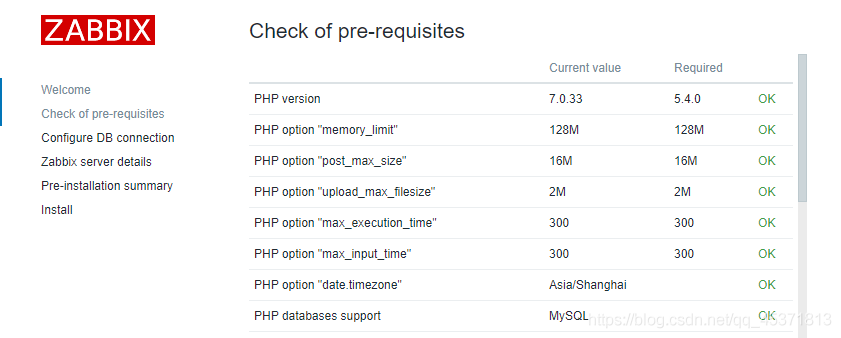 ZABBIX
Check of pre-requisites
Welcome
Check of pre-requisites
Configure DB connection
Zabbix server details
Pre-installation summary
Install
Current value Required
PHP version 7.0.33 5.4.0 OK
PHP option "memory_limit" 128M 128M OK
PHP option "post_max_size" 16M 16M OK
PHP option "upload_max_filesize" 2M 2M OK
PHP option "max_execution_time" 300 300 OK
PHP option "max_input_time" 300 300 OK
PHP option "date.timezone" Asia/Shanghai OK
PHP databases support MySQL OK
https://blog.csdn.net/qq_45371813